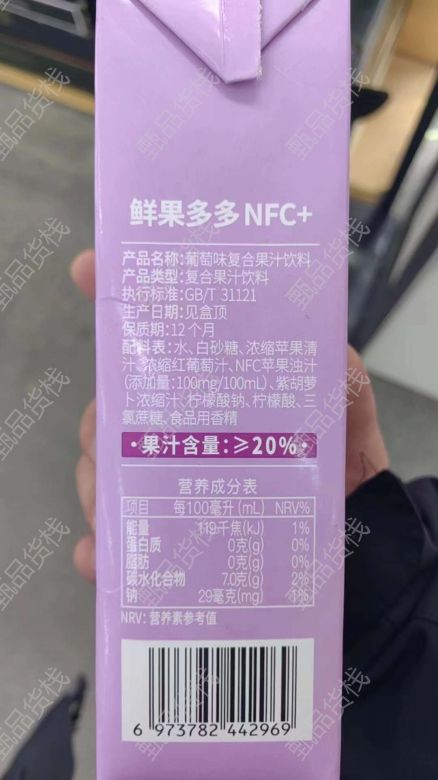 鲜果多多NFC+
产品名称:葡萄味复合果汁饮料
产品类型:复合果汁饮料
执行标准:GB/T 31121
生产日期:见盒顶
保质期:12个月
配料表:水、白砂糖、浓缩苹果清
汁、浓缩红葡萄汁、NFC苹果浊汁
(添加量:100mg/100mL)、紫胡萝
卜浓缩汁、柠檬酸钠、柠檬酸、三
氯蔗糖、食品用香精
·果汁含量:≥20%·
营养成分表
项目 每100毫升(mL) NRV%
能量 119千焦(kJ) 1%
蛋白质 0克(g) 0%
脂肪 0克(g) 0%
碳水化合物 7.0克(g) 2%
钠 29毫克(mg) 1%
NRV:营养素参考值
6 973782 442969
甄品货栈